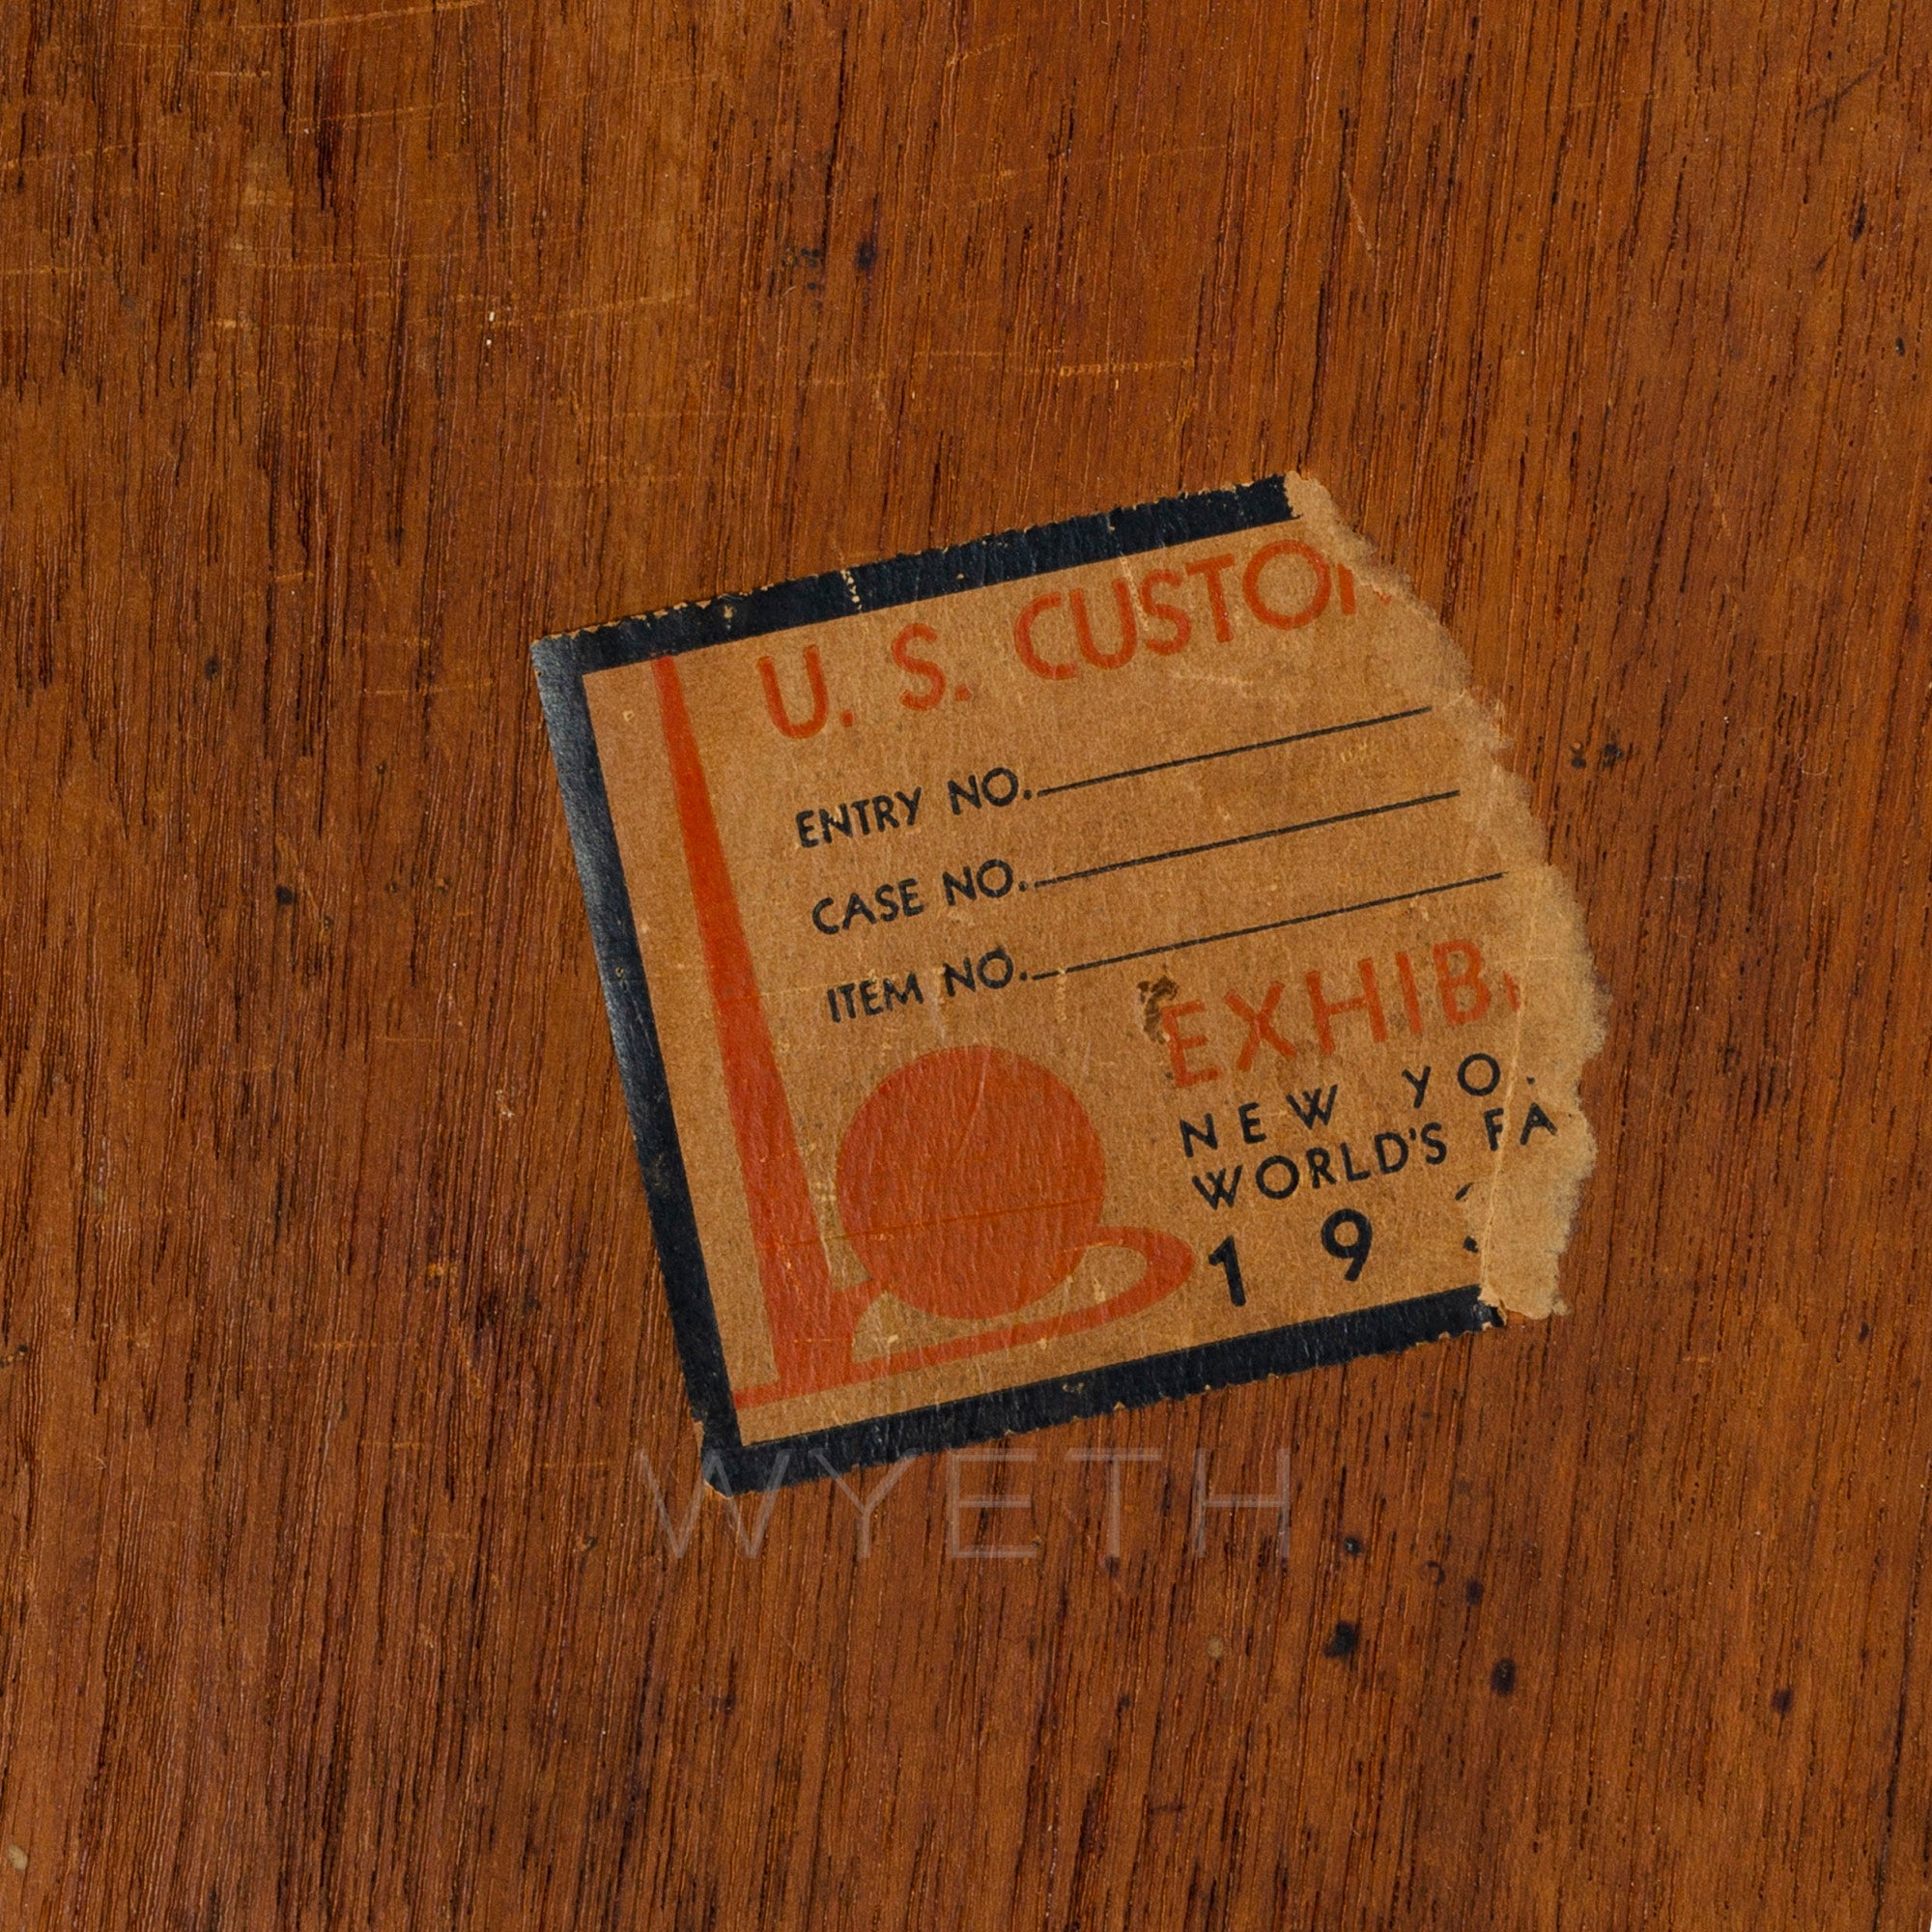 U. S. CUSTO
ENTRY NO.
CASE NO.
ITEM NO.
EXHIB
NEW YO
WORLD'S FA
19
WYETH